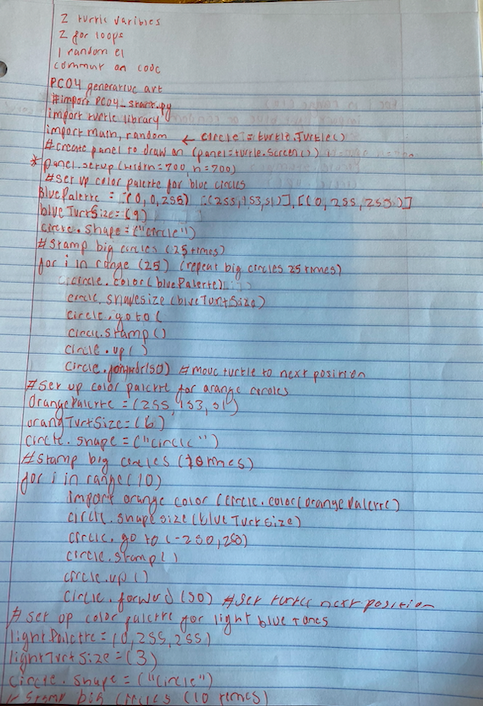 2 turtle varibles
2 for loops
1 random el
comment on code
PC04 generative art
#import PC04_start.py
import turtle library
import math, random ← circle = turtle.Turtle()
#create panel to draw on (panel = turtle.Screen())
*panel.setup(width=700, h=700)
#set up color palette for blue circles
BluePalette = [(0,0,255), [(255,153,51)], [(0,255,255)]
blueTurtSize = (9)
circle.shape = ("circle")
#stamp big circles (25 times)
for i in range (25) (repeat big circles 25 times)
circle.color(bluePalette)
circle.shapesize(blueTurtSize)
circle.goto(
circle.stamp()
circle.up()
circle.forward(50) #move turtle to next position
#set up color palette for orange circles
OrangePalette = (255,153,51)
orangTurtSize = (6)
circle.shape = ("circle")
#stamp big circles (10 times)
for i in range(10)
import orange color (circle.color(orangePalette)
circle.shapesize(blueTurtSize)
circle.go to (-250,250)
circle.stamp()
circle.up()
circle.forward(50) #set turtle next position
# set up color palette for light blue tones
lightPalette = (0,255,255)
lightTurtSize = (3)
circle.shape = ("circle")
# stamp big circles (10 times)